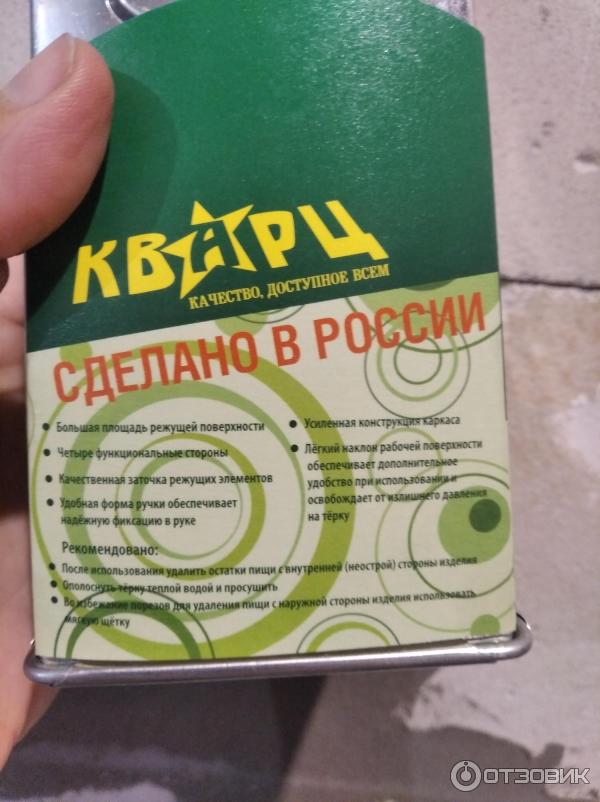 КВАРЦ
КАЧЕСТВО, ДОСТУПНОЕ ВСЕМ
СДЕЛАНО В РОССИИ
• Большая площадь режущей поверхности
• Четыре функциональные стороны
• Качественная заточка режущих элементов
• Удобная форма ручки обеспечивает
надёжную фиксацию в руке
• Усиленная конструкция каркаса
• Лёгкий наклон рабочей поверхности
обеспечивает дополнительное
удобство при использовании и
освобождает от излишнего давления
на тёрку
Рекомендовано:
• После использования удалить остатки пищи с внутренней (неострой) стороны изделия
• Ополоснуть тёрку теплой водой и просушить
• Во избежание порезов для удаления пищи с наружной стороны изделия использовать
мягкую щётку
ОТЗОВИК